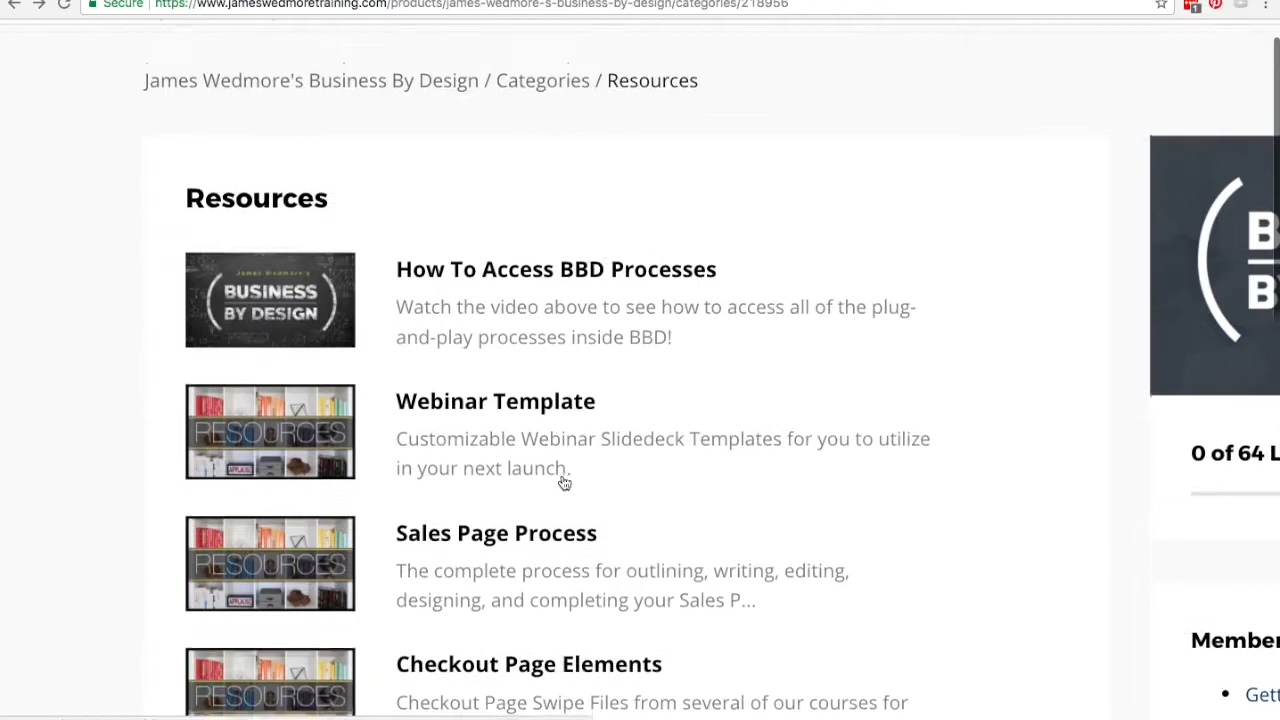 Secure https://www.jameswedmoretraining.com/products/james-wedmore-s-business-by-design/categories/218956
James Wedmore's Business By Design / Categories / Resources
Resources
James Wedmore's
BUSINESS
BY DESIGN
How To Access BBD Processes
Watch the video above to see how to access all of the plug-
and-play processes inside BBD!
RESOURCES
APPLAUSE
Webinar Template
Customizable Webinar Slidedeck Templates for you to utilize
in your next launch.
RESOURCES
APPLAUSE
Sales Page Process
The complete process for outlining, writing, editing,
designing, and completing your Sales P...
RESOURCES
Checkout Page Elements
Checkout Page Swipe Files from several of our courses for
B
B
0 of 64 L
Member
Gett